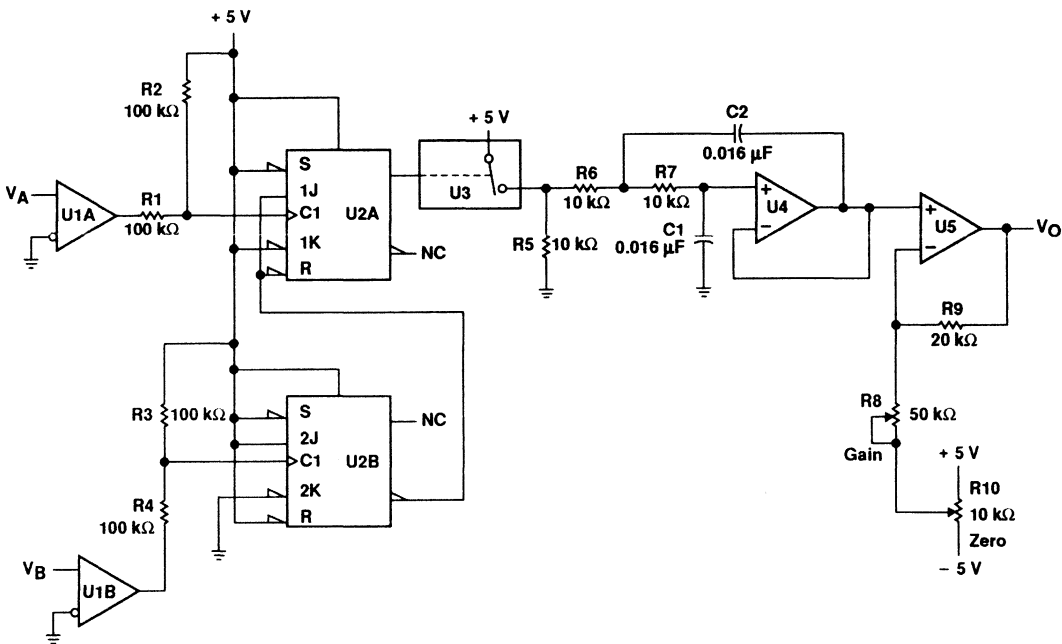 + 5 V
R2
100 kΩ
VA
U1A
R1
100 kΩ
S
1J
C1
1K
R
U2A
NC
+ 5 V
U3
R5
10 kΩ
R6
10 kΩ
R7
10 kΩ
C2
0.016 μF
C1
0.016 μF
+
−
U4
+
−
U5
VO
R9
20 kΩ
R8
50 kΩ
Gain
+ 5 V
R10
10 kΩ
Zero
− 5 V
R3
100 kΩ
R4
100 kΩ
S
2J
C1
2K
R
U2B
NC
VB
U1B